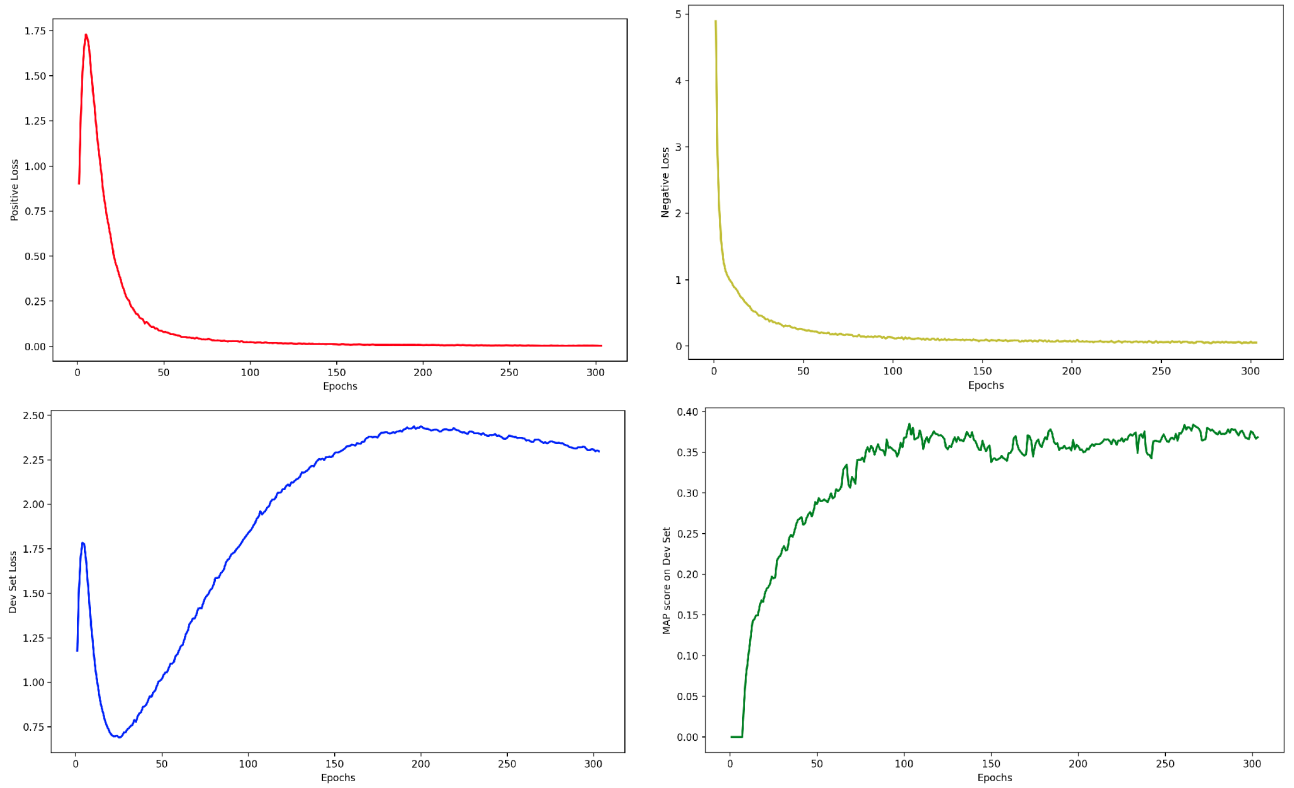 1.75
1.50
1.25
1.00
0.75
0.50
0.25
0.00
Positive Loss
0 50 100 150 200 250 300
Epochs
5
4
3
2
1
0
Negative Loss
0 50 100 150 200 250 300
Epochs
2.50
2.25
2.00
1.75
1.50
1.25
1.00
0.75
Dev Set Loss
0 50 100 150 200 250 300
Epochs
0.40
0.35
0.30
0.25
0.20
0.15
0.10
0.05
0.00
MAP score on Dev Set
0 50 100 150 200 250 300
Epochs